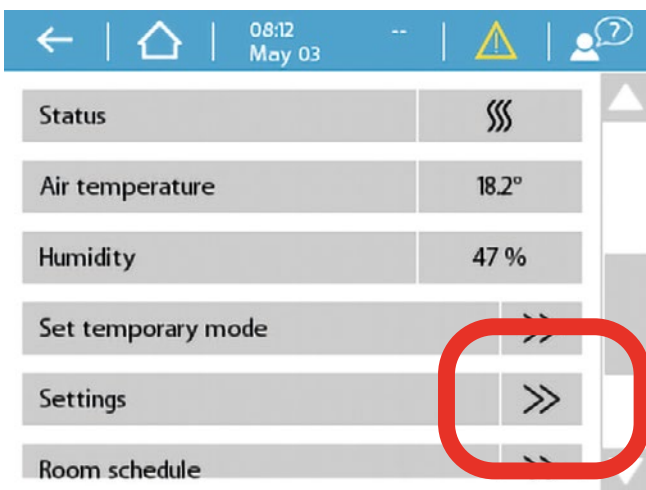 08:12 --
May 03
?
Status
Air temperature 18.2°
Humidity 47 %
Set temporary mode >>
Settings >>
Room schedule >>